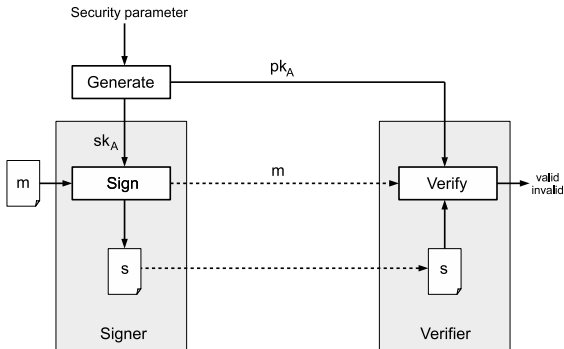 Security parameter
Generate
pkA
skA
m
Sign
m
Verify
valid
invalid
s
s
Signer
Verifier